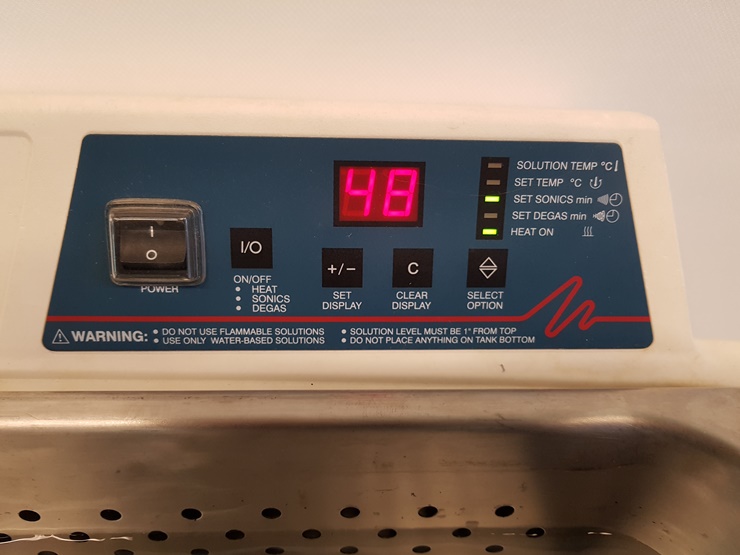 48
SOLUTION TEMP °C
SET TEMP °C
SET SONICS min
SET DEGAS min
HEAT ON
I
O
POWER
I/O
ON/OFF
• HEAT
• SONICS
• DEGAS
+/−
SET
DISPLAY
C
CLEAR
DISPLAY
SELECT
OPTION
WARNING:
• DO NOT USE FLAMMABLE SOLUTIONS
• USE ONLY WATER-BASED SOLUTIONS
• SOLUTION LEVEL MUST BE 1" FROM TOP
• DO NOT PLACE ANYTHING ON TANK BOTTOM